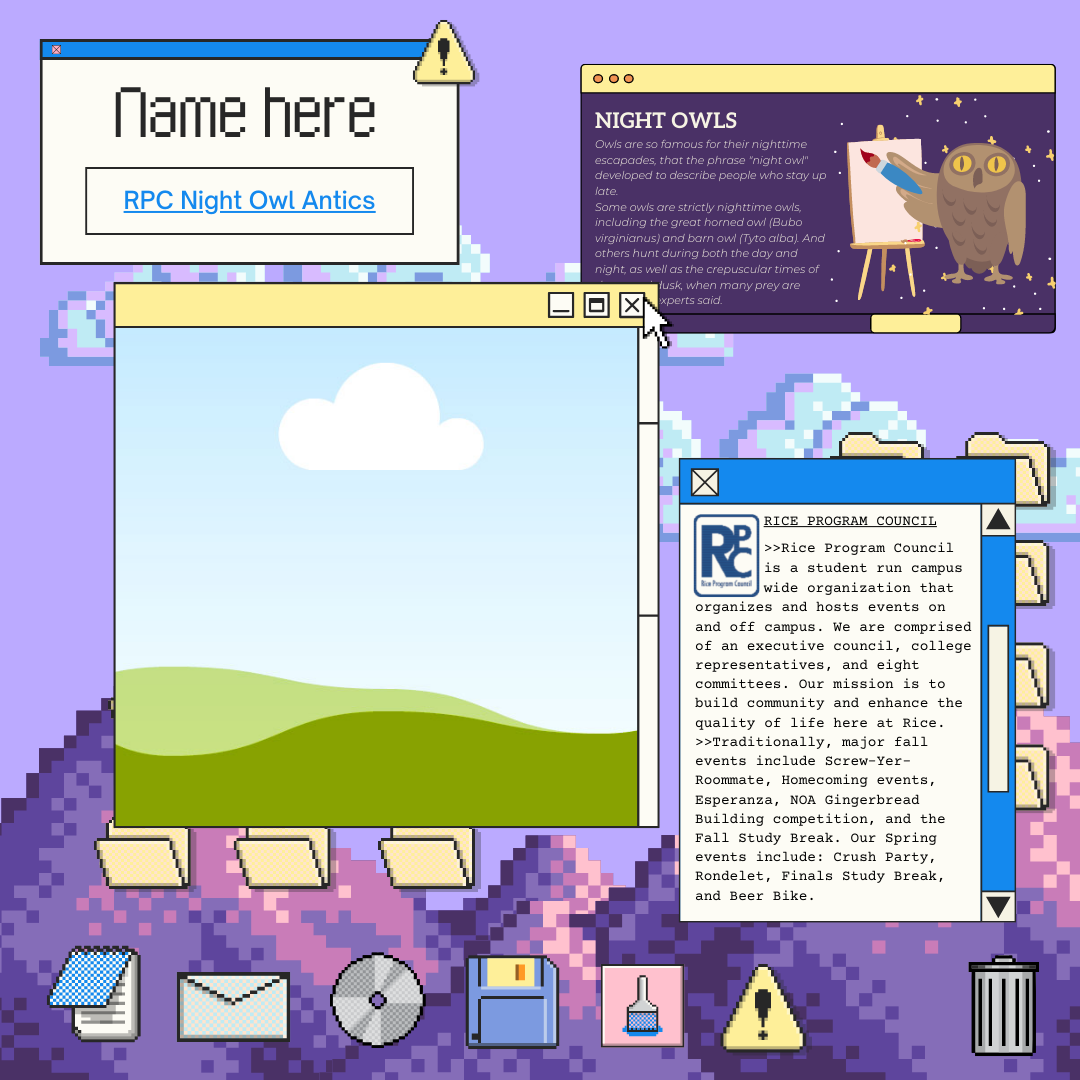 Name here
RPC Night Owl Antics
NIGHT OWLS
Owls are so famous for their nighttime
escapades, that the phrase "night owl"
developed to describe people who stay up
late.
Some owls are strictly nighttime owls,
including the great horned owl (Bubo
virginianus) and barn owl (Tyto alba). And
others hunt during both the day and
night, as well as the crepuscular times of
dusk, when many prey are
experts said.
RPC
Rice Program Council
RICE PROGRAM COUNCIL
>>Rice Program Council
is a student run campus
wide organization that
organizes and hosts events on
and off campus. We are comprised
of an executive council, college
representatives, and eight
committees. Our mission is to
build community and enhance the
quality of life here at Rice.
>>Traditionally, major fall
events include Screw-Yer-
Roommate, Homecoming events,
Esperanza, NOA Gingerbread
Building competition, and the
Fall Study Break. Our Spring
events include: Crush Party,
Rondelet, Finals Study Break,
and Beer Bike.